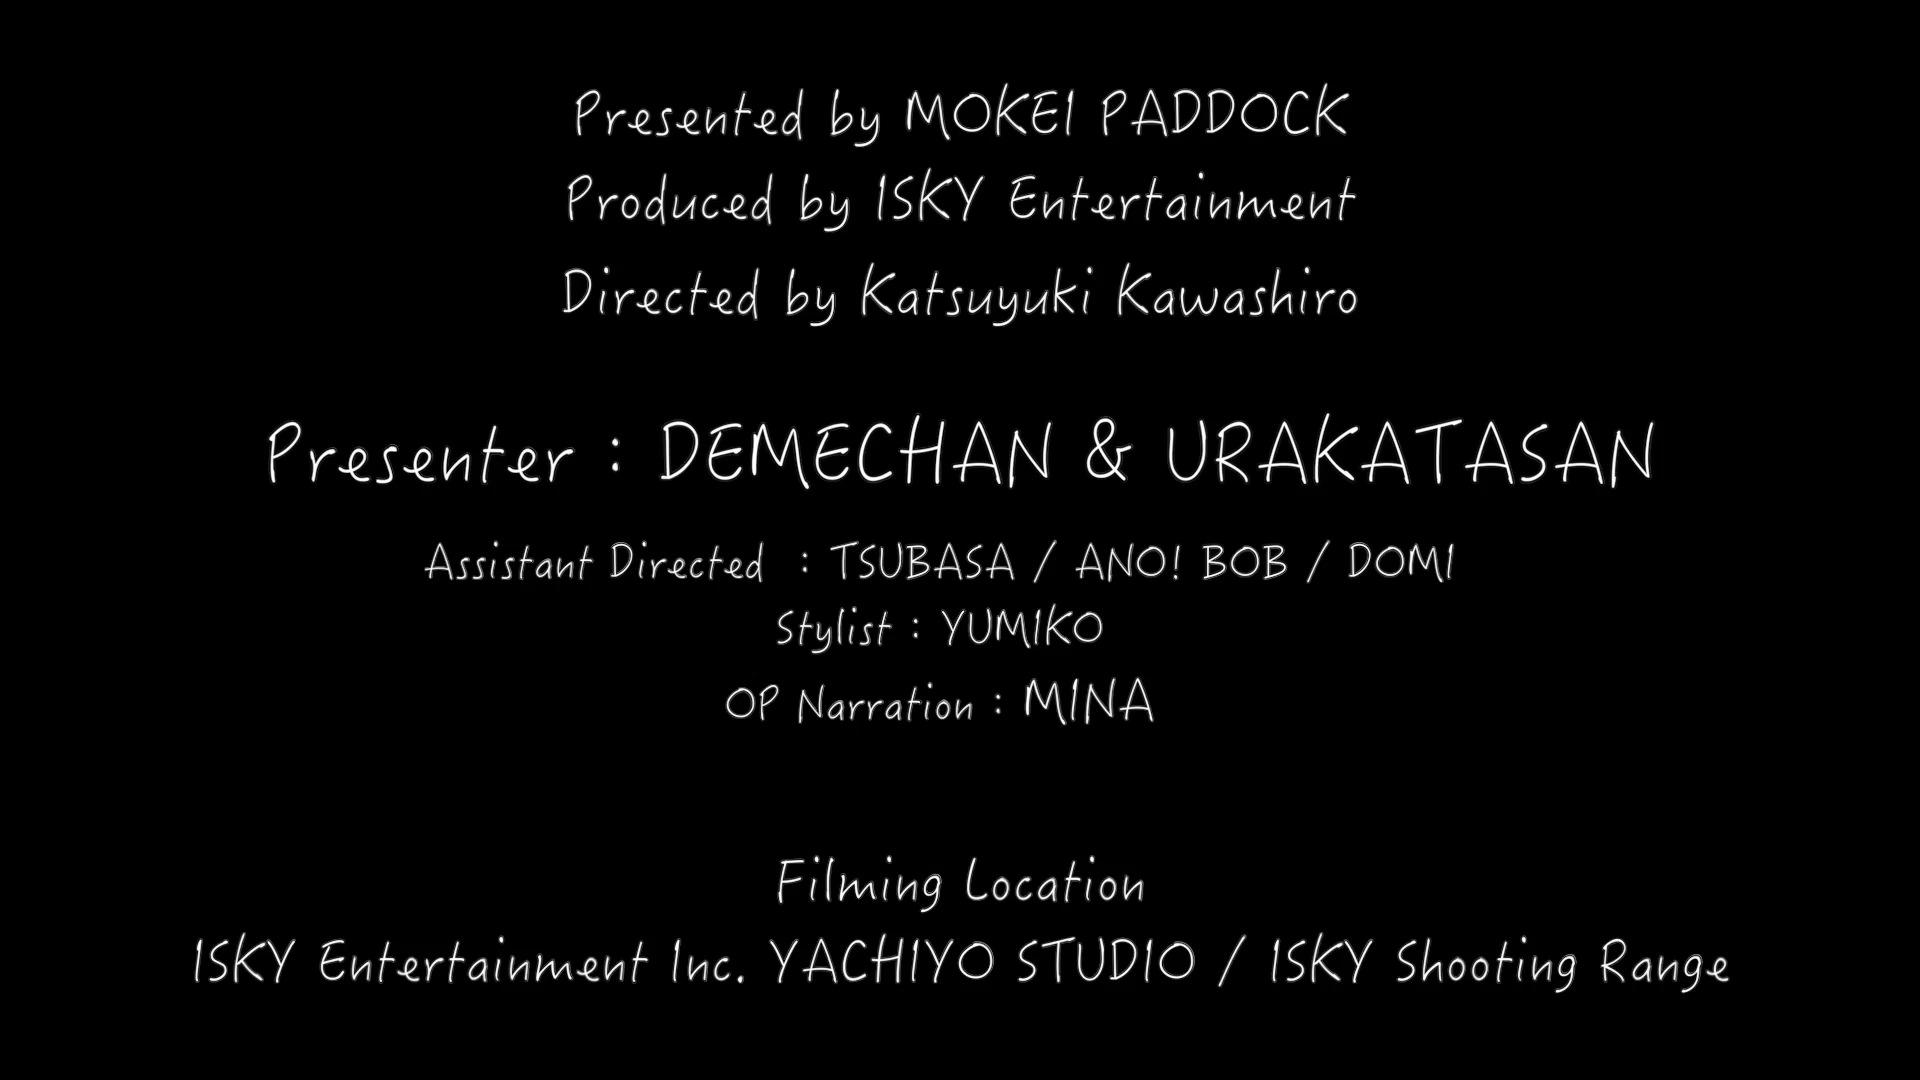 Presented by MOKEI PADDOCK
Produced by ISKY Entertainment
Directed by Katsuyuki Kawashiro
Presenter : DEMECHAN & URAKATASAN
Assistant Directed : TSUBASA / ANO! BOB / DOMI
Stylist : YUMIKO
OP Narration : MINA
Filming Location
ISKY Entertainment Inc. YACHIYO STUDIO / ISKY Shooting Range